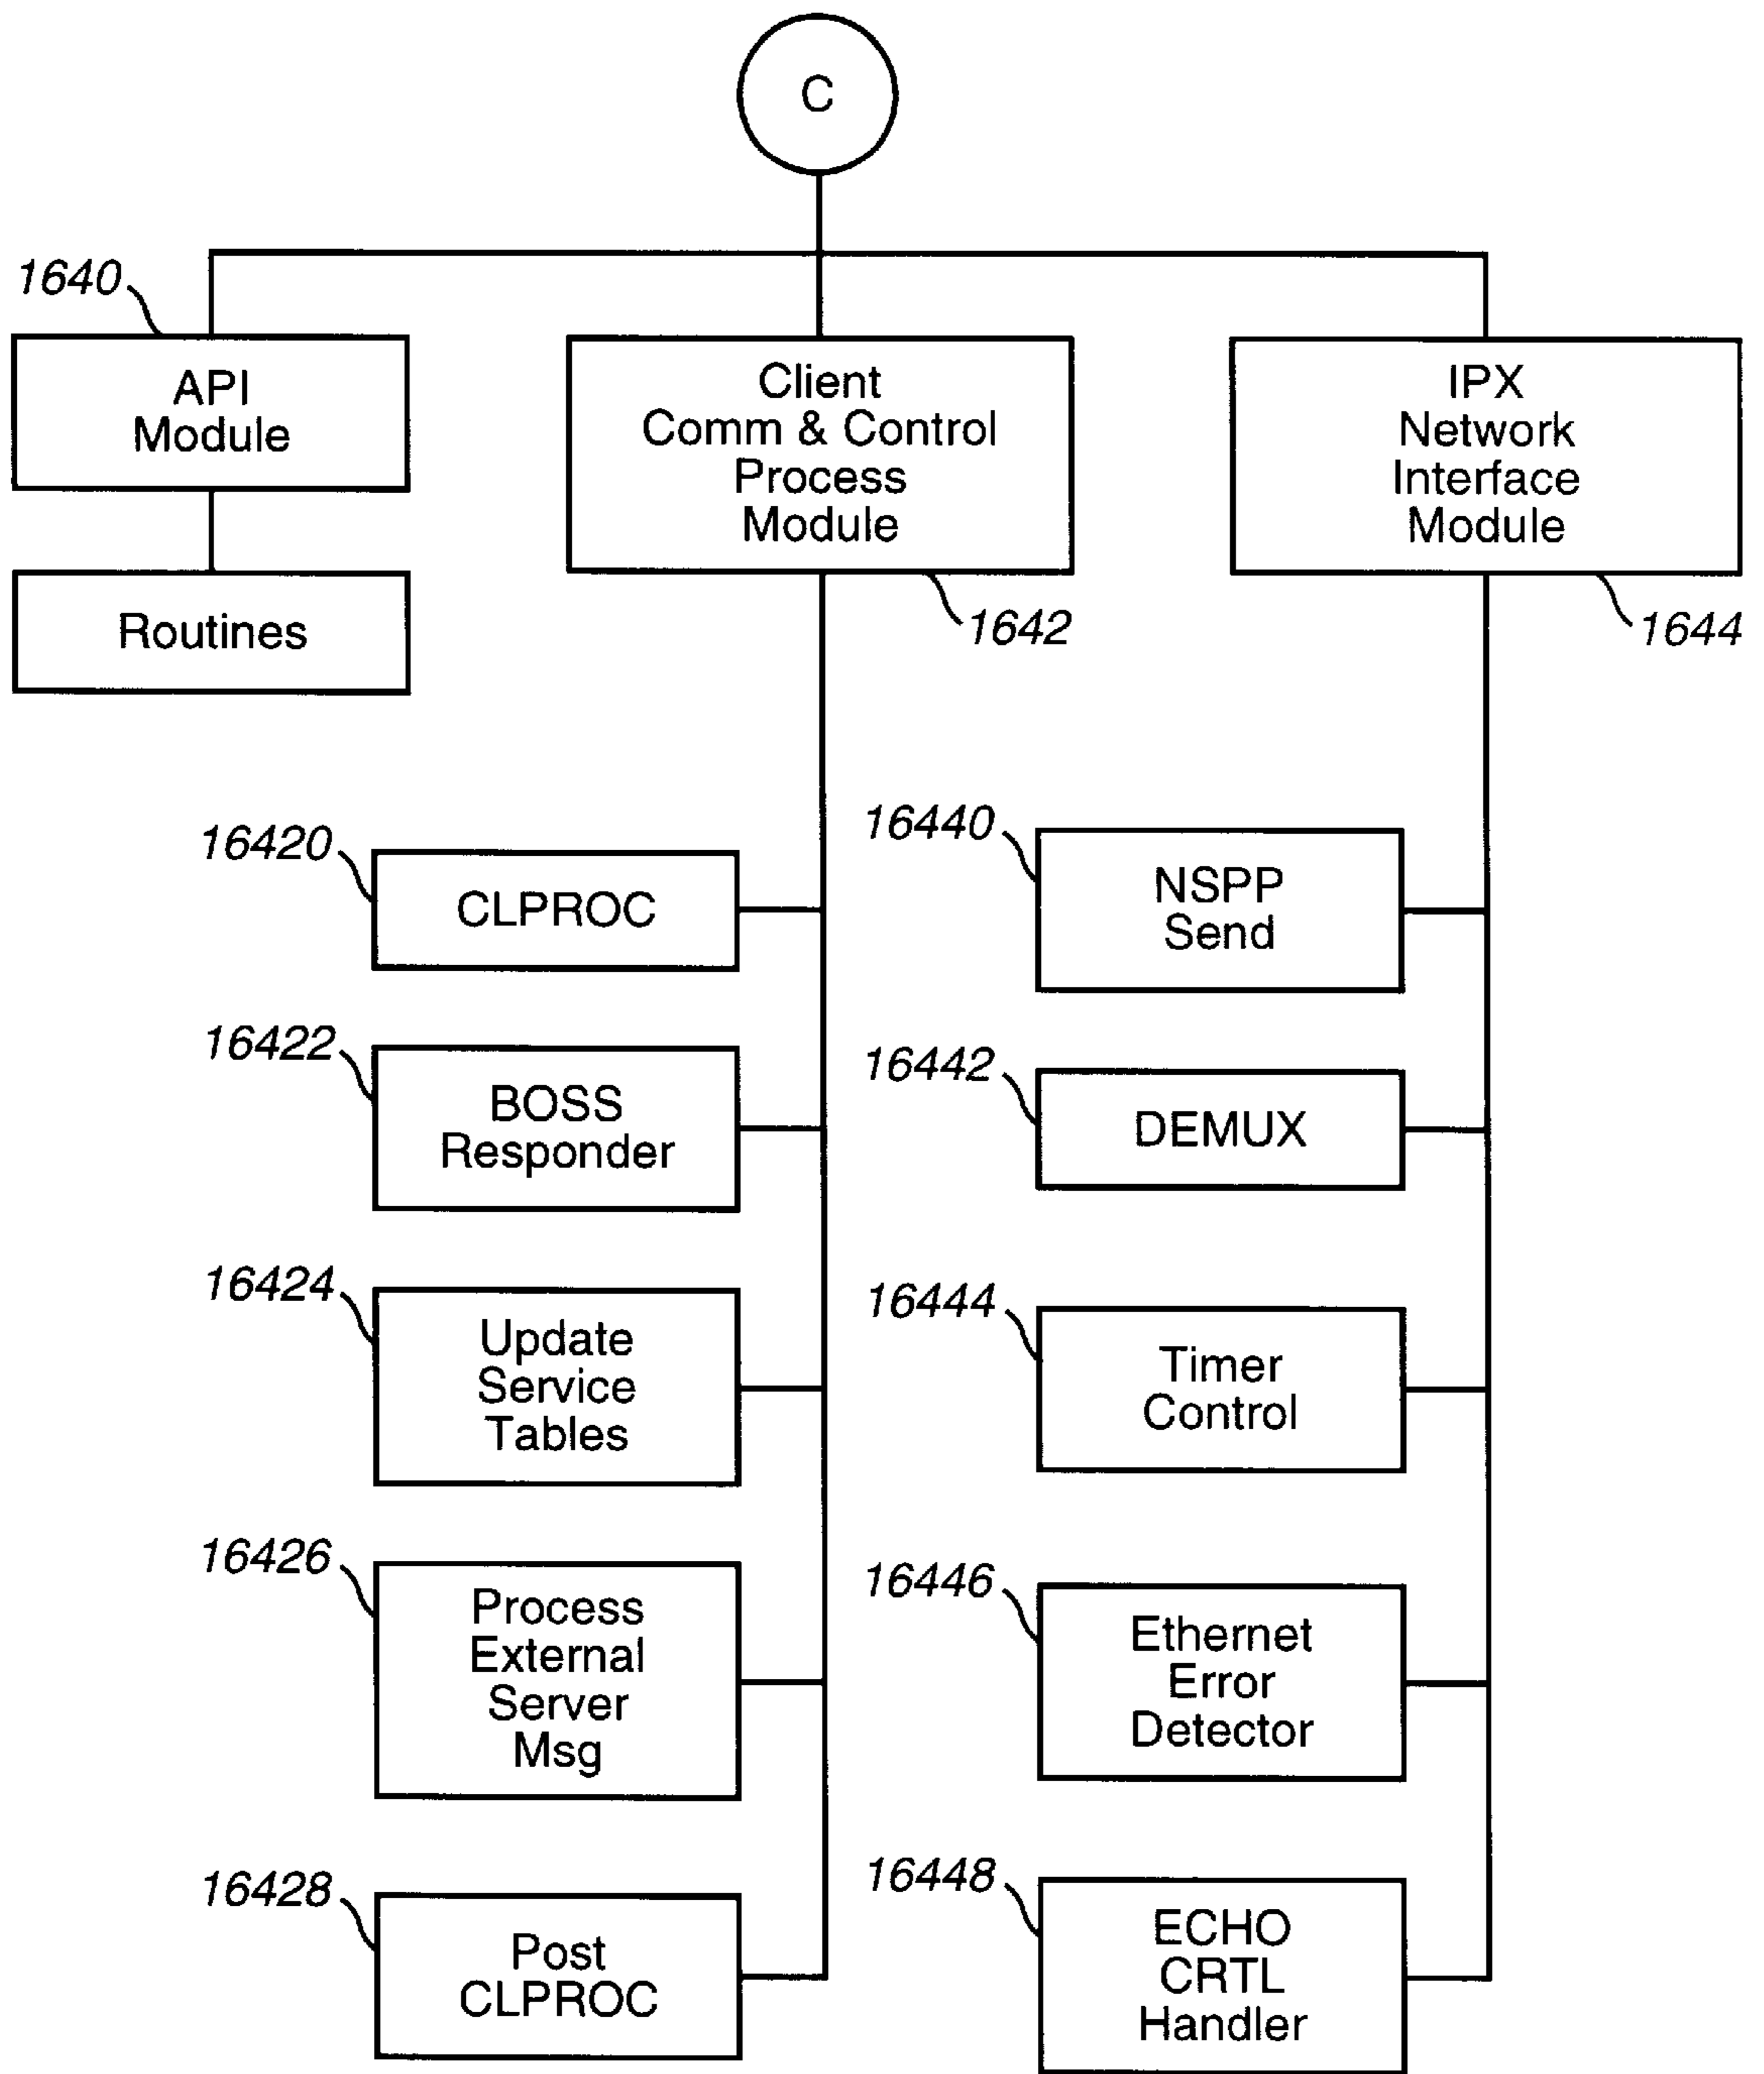 C
1640
API
Module
Routines
Client
Comm & Control
Process
Module
1642
IPX
Network
Interface
Module
1644
16420
CLPROC
16422
BOSS
Responder
16424
Update
Service
Tables
16426
Process
External
Server
Msg
16428
Post
CLPROC
16440
NSPP
Send
16442
DEMUX
16444
Timer
Control
16446
Ethernet
Error
Detector
16448
ECHO
CRTL
Handler